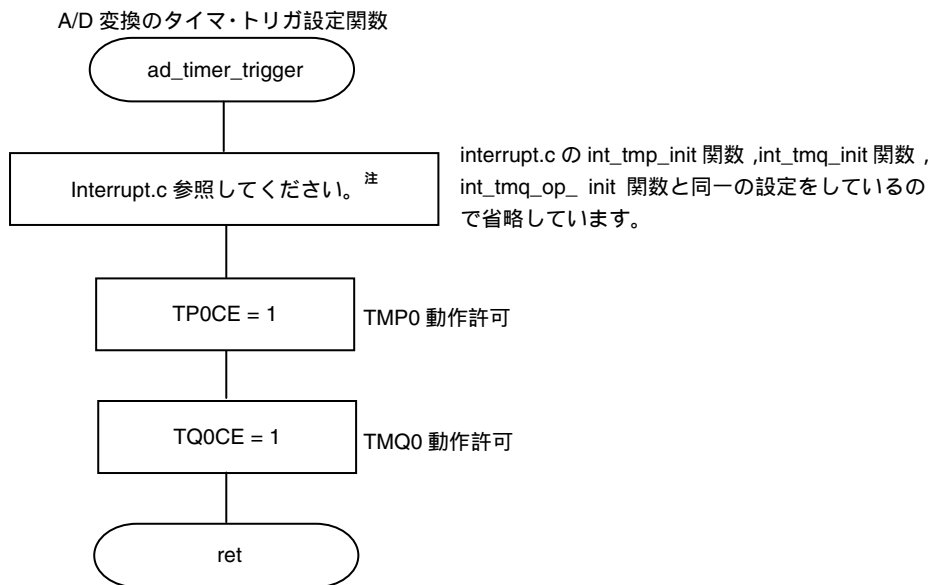 A/D 変換のタイマ・トリガ設定関数
ad_timer_trigger
Interrupt.c 参照してください。注
interrupt.c の int_tmp_init 関数 ,int_tmq_init 関数 ,
int_tmq_op_ init 関数と同一の設定をしているの
で省略しています。
TP0CE = 1
TMP0 動作許可
TQ0CE = 1
TMQ0 動作許可
ret